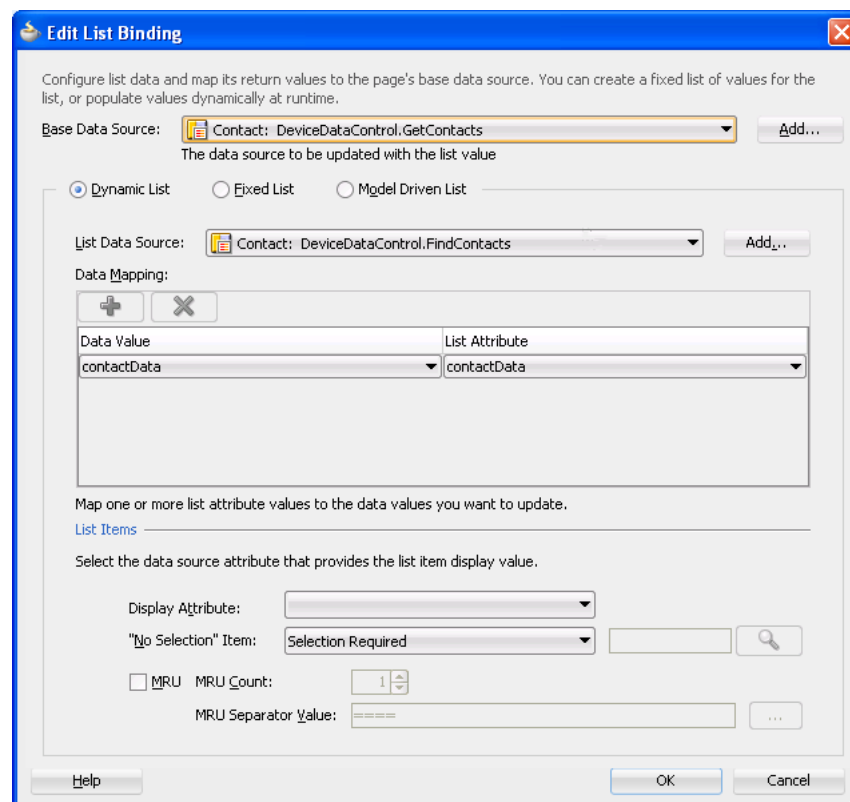 Edit List Binding
Configure list data and map its return values to the page's base data source. You can create a fixed list of values for the
list, or populate values dynamically at runtime.
Base Data Source: Contact: DeviceDataControl.GetContacts Add...
The data source to be updated with the list value
Dynamic List Fixed List Model Driven List
List Data Source: Contact: DeviceDataControl.FindContacts Add...
Data Mapping:
Data Value List Attribute
contactData contactData
Map one or more list attribute values to the data values you want to update.
List Items
Select the data source attribute that provides the list item display value.
Display Attribute:
"No Selection" Item: Selection Required
MRU MRU Count: 1
MRU Separator Value: ==== ...
Help OK Cancel